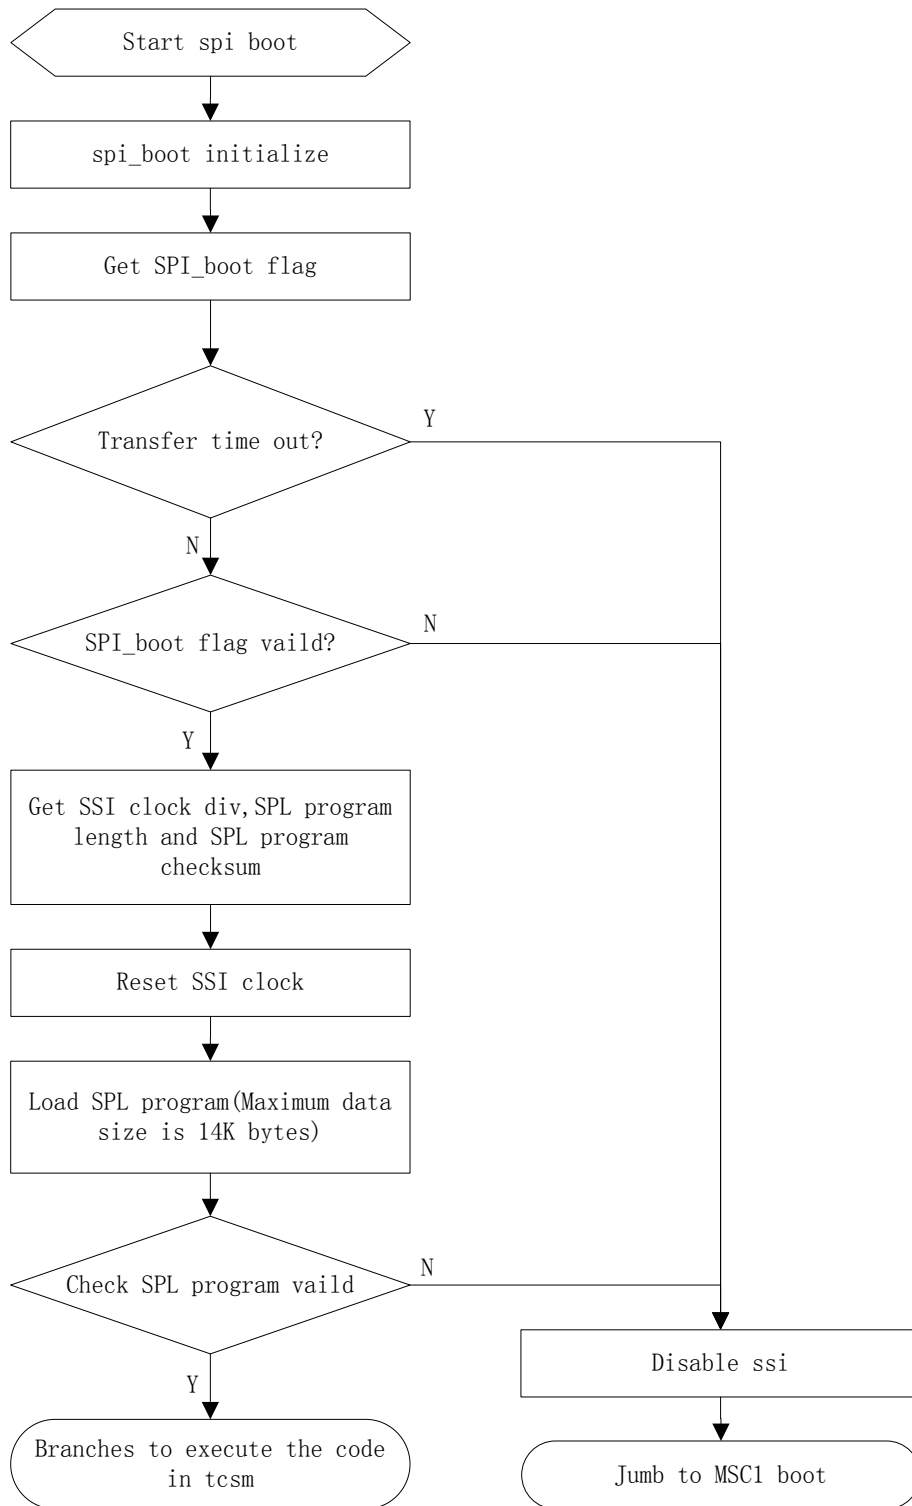 Start spi boot
spi_boot initialize
Get SPI_boot flag
Transfer time out?
Y
N
SPI_boot flag vaild?
N
Y
Get SSI clock div,SPL program
length and SPL program
checksum
Reset SSI clock
Load SPL program(Maximum data
size is 14K bytes)
Check SPL program vaild
N
Y
Disable ssi
Branches to execute the code
in tcsm
Jumb to MSC1 boot